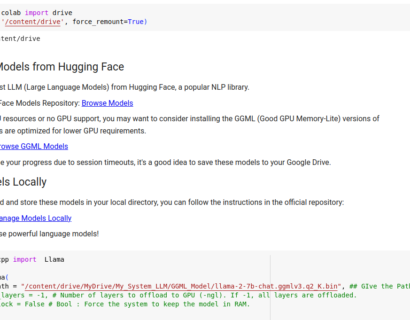 colab import drive
'/content/drive', force_remount=True)
tent/drive
Models from Hugging Face
st LLM (Large Language Models) from Hugging Face, a popular NLP library.
Face Models Repository: Browse Models
U resources or no GPU support, you may want to consider installing the GGML (Good GPU Memory-Lite) versions of
s are optimized for lower GPU requirements.
Browse GGML Models
e your progress due to session timeouts, it's a good idea to save these models to your Google Drive.
els Locally
d and store these models in your local directory, you can follow the instructions in the official repository:
anage Models Locally
se powerful language models!
cpp import Llama
ma(
ath = "/content/drive/MyDrive/My_System_LLM/GGML_Model/llama-2-7b-chat.ggmlv3.q2_K.bin", ## GIve the Path
_layers = -1, # Number of layers to offload to GPU (-ngl). If -1, all layers are offloaded.
lock = False # Bool : Force the system to keep the model in RAM.